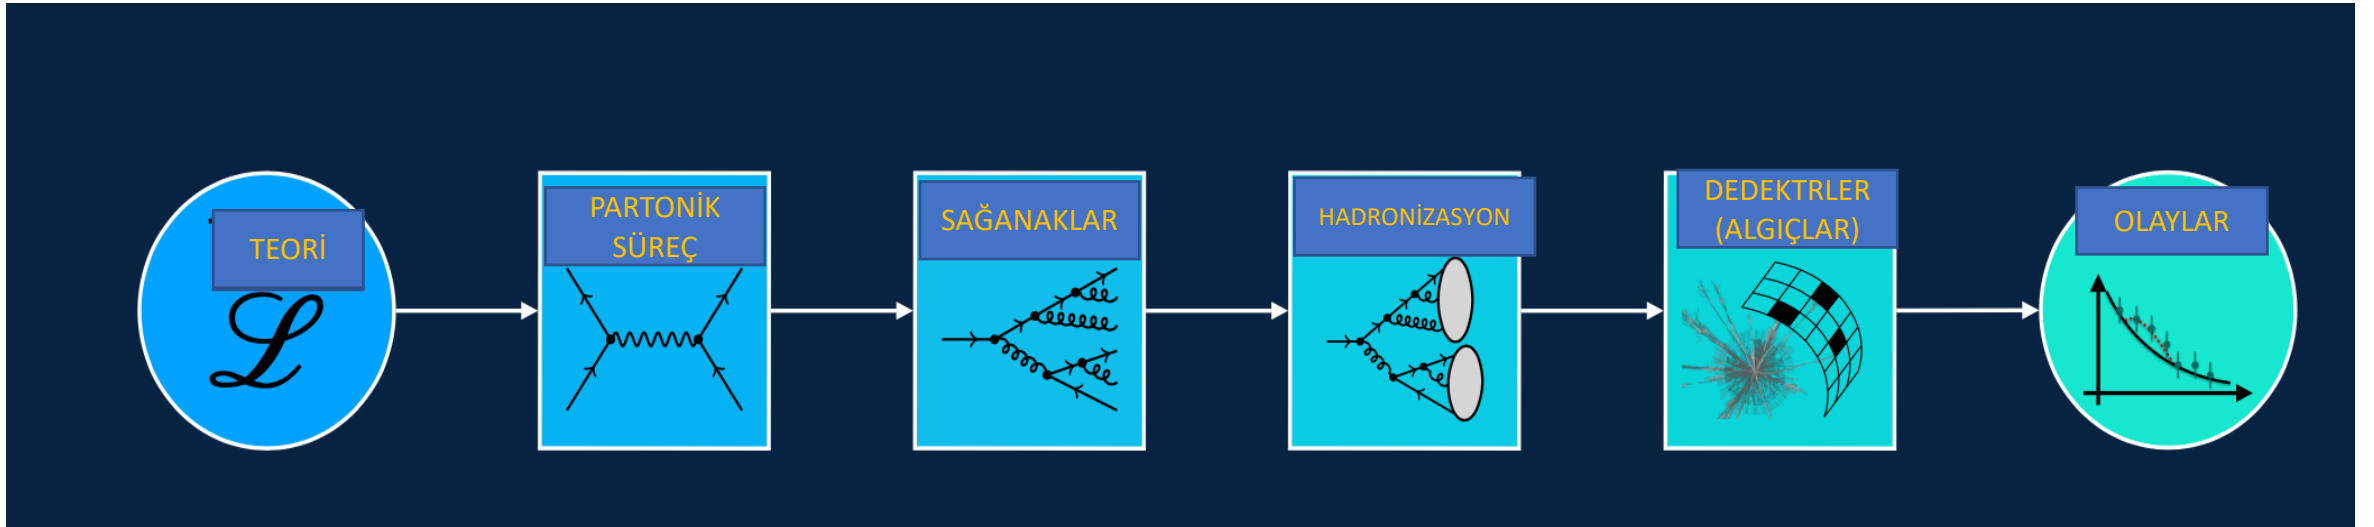 TEORİ
ℒ
PARTONİK
SÜREÇ
SAĞANAKLAR
HADRONİZASYON
DEDEKTRLER
(ALGIÇLAR)
OLAYLAR